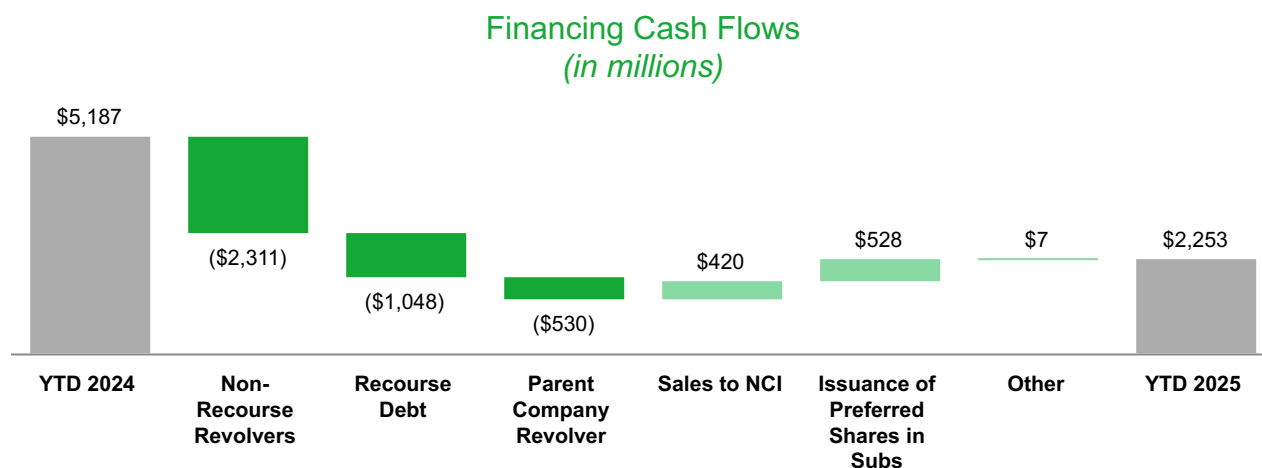 Financing Cash Flows
(in millions)
$5,187
($2,311)
($1,048)
($530)
$420
$528
$7
$2,253
YTD 2024
Non-
Recourse
Revolvers
Recourse
Debt
Parent
Company
Revolver
Sales to NCI
Issuance of
Preferred
Shares in
Subs
Other
YTD 2025